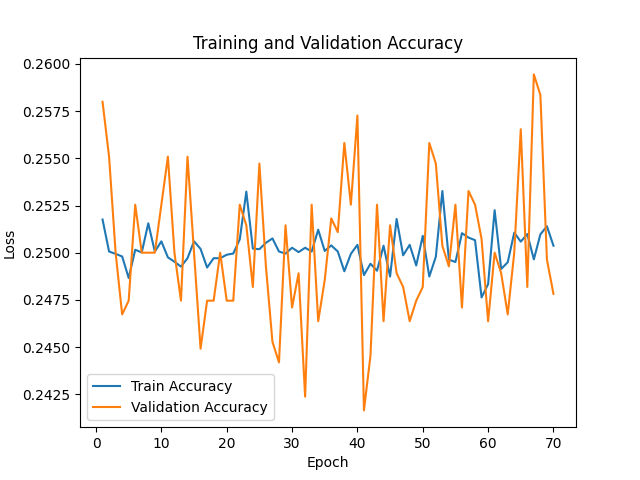 Training and Validation Accuracy
0.2600
0.2575
0.2550
0.2525
0.2500
0.2475
0.2450
0.2425
Loss
Train Accuracy
Validation Accuracy
0 10 20 30 40 50 60 70
Epoch